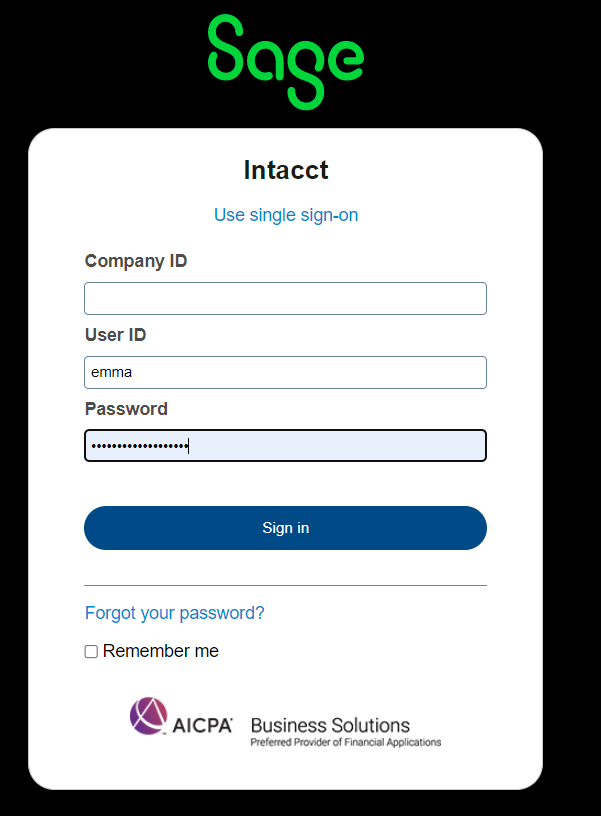 Sage
Intacct
Use single sign-on
Company ID
User ID
emma
Password
•••••••••••••••••••
Sign in
Forgot your password?
Remember me
AICPA Business Solutions
Preferred Provider of Financial Applications